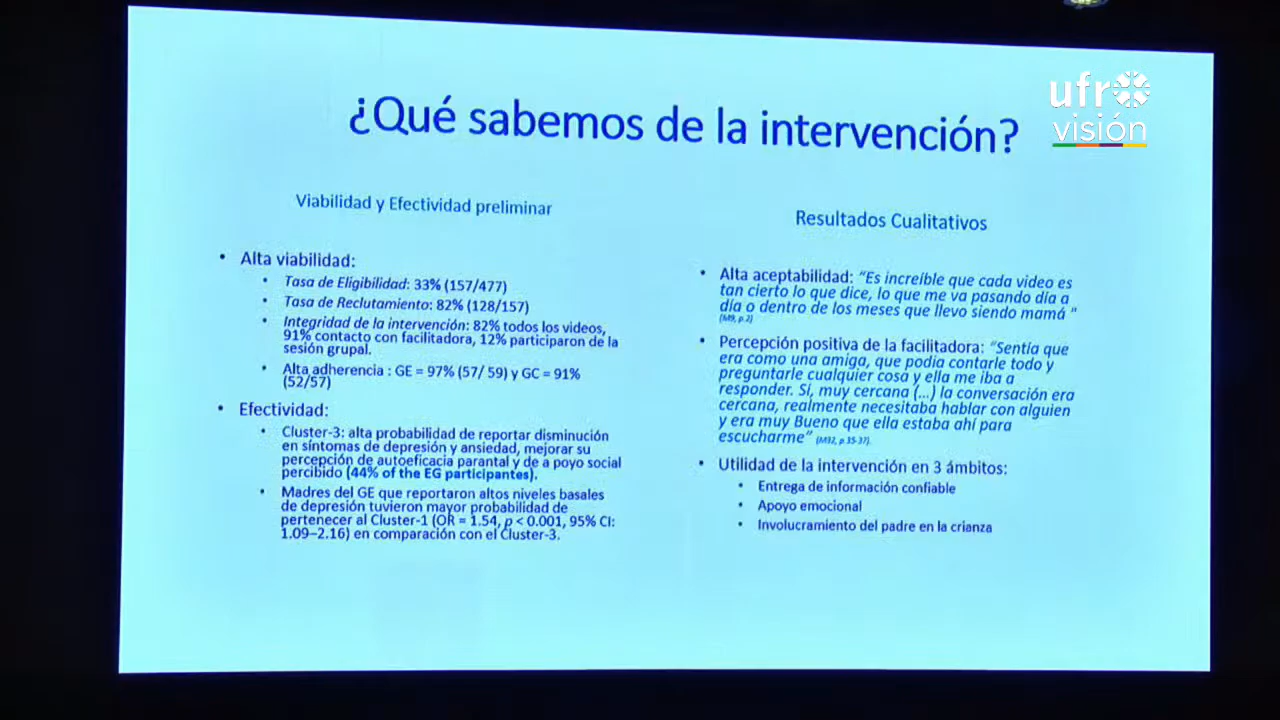 ufro
visión
¿Qué sabemos de la intervención?
Viabilidad y Efectividad preliminar
• Alta viabilidad:
• Tasa de Eligibilidad: 33% (157/477)
• Tasa de Reclutamiento: 82% (128/157)
• Integridad de la intervención: 82% todos los videos,
91% contacto con facilitadora, 12% participaron de la
sesión grupal.
• Alta adherencia : GE = 97% (57/ 59) y GC = 91%
(52/57)
• Efectividad:
• Cluster-3: alta probabilidad de reportar disminución
en síntomas de depresión y ansiedad, mejorar su
percepción de autoeficacia parantal y de a poyo social
percibido (44% of the EG participantes).
• Madres del GE que reportaron altos niveles basales
de depresión tuvieron mayor probabilidad de
pertenecer al Cluster-1 (OR = 1.54, p < 0.001, 95% CI:
1.09–2.16) en comparación con el Cluster-3.
Resultados Cualitativos
• Alta aceptabilidad: “Es increíble que cada video es
tan cierto lo que dice, lo que me va pasando día a
día o dentro de los meses que llevo siendo mamá ”
(M9, p.2)
• Percepción positiva de la facilitadora: “Sentía que
era como una amiga, que podia contarle todo y
preguntarle cualquier cosa y ella me iba a
responder. Sí, muy cercana (...) la conversación era
cercana, realmente necesitaba hablar con alguien
y era muy Bueno que ella estaba ahí para
escucharme” (M32, p.35-37).
• Utilidad de la intervención en 3 ámbitos:
• Entrega de información confiable
• Apoyo emocional
• Involucramiento del padre en la crianza